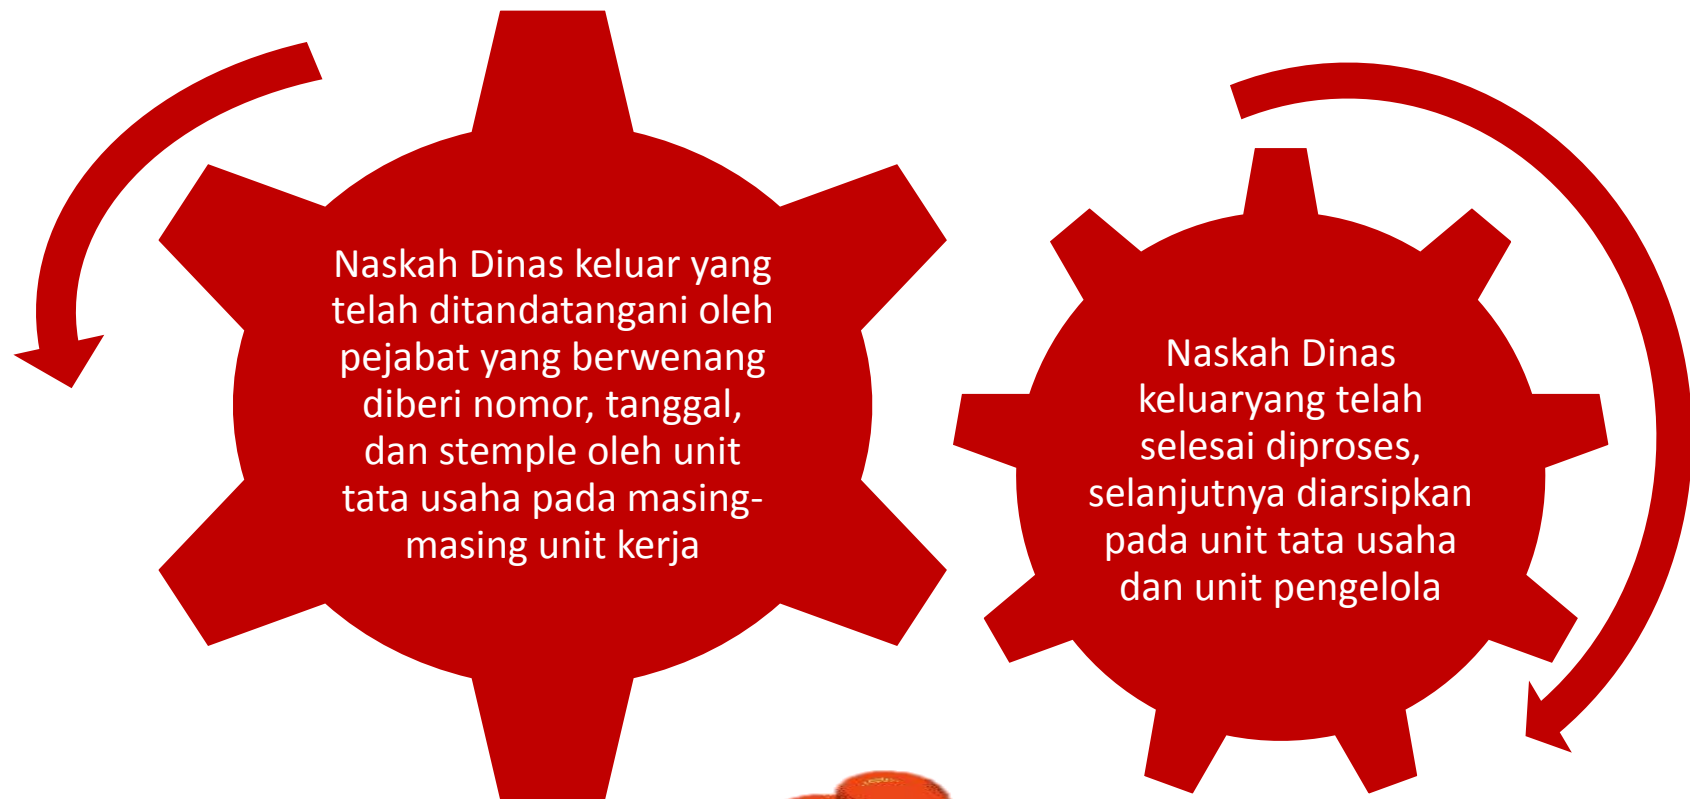 Naskah Dinas keluar yang
telah ditandatangani oleh
pejabat yang berwenang
diberi nomor, tanggal,
dan stemple oleh unit
tata usaha pada masing-
masing unit kerja
Naskah Dinas
keluaryang telah
selesai diproses,
selanjutnya diarsipkan
pada unit tata usaha
dan unit pengelola